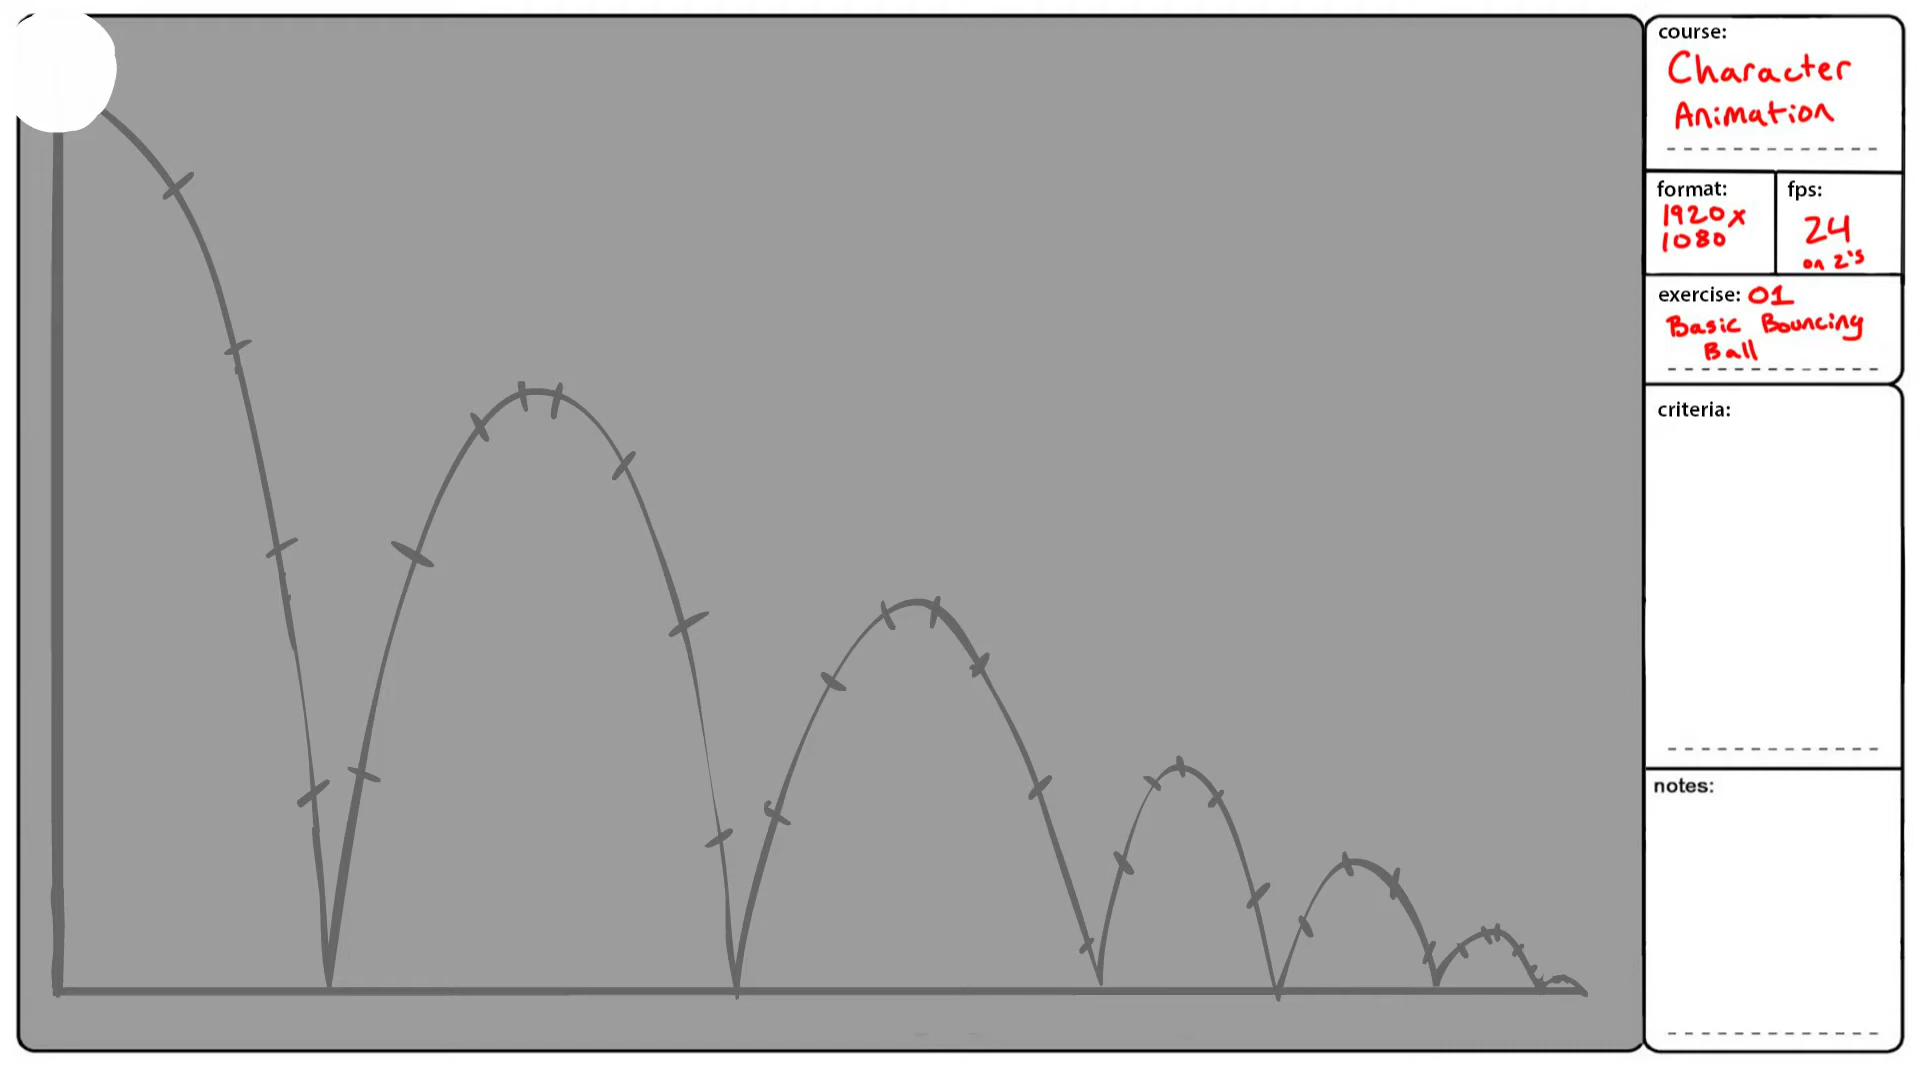 course:
Character
Animation
format:
1920x
1080
fps:
24
on 2's
exercise: 01
Basic Bouncing
Ball
criteria:
notes: